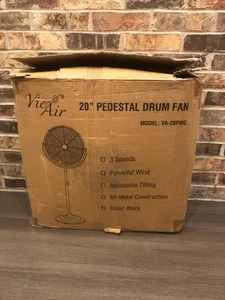 Vie Air
20" PEDESTAL DRUM FAN
MODEL: VA-20PMC
3 Speeds
Powerful Wind
Adjustable Tilting
All-Metal Construction
Color: Black